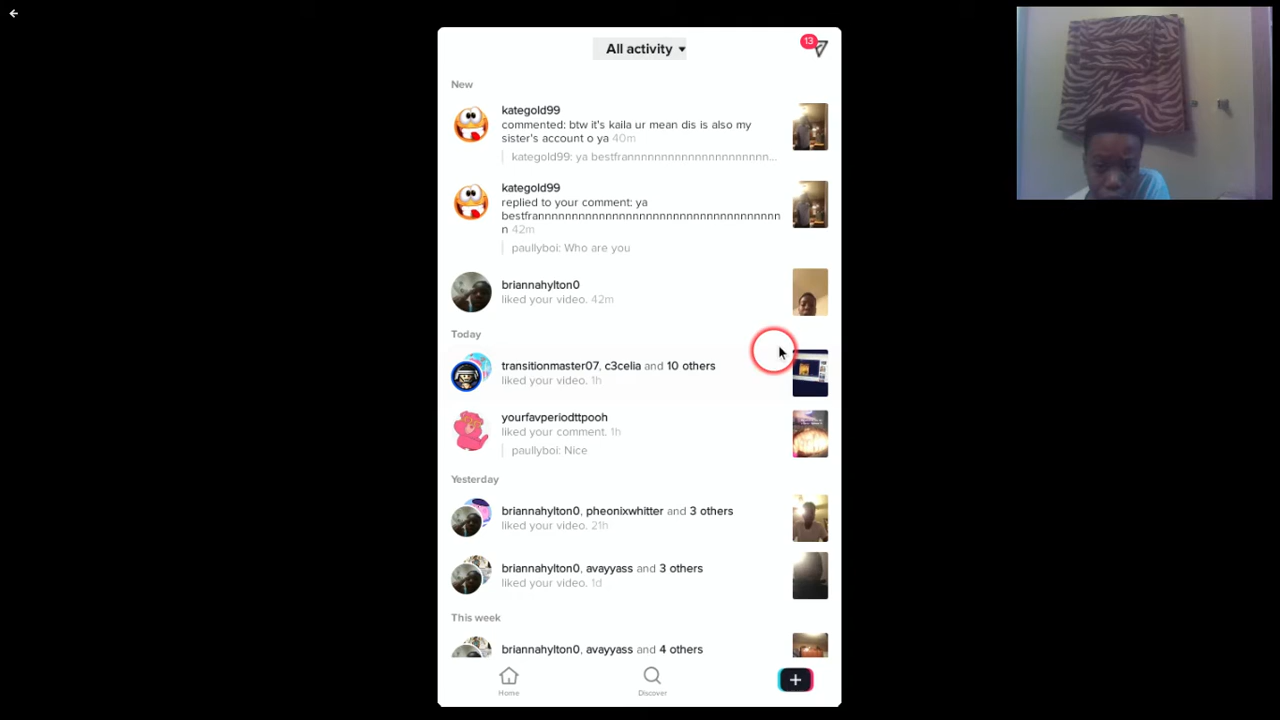 All activity
13
New
kategold99
commented: btw it's kaila ur mean dis is also my
sister's account o ya 40m
kategold99: ya bestfrannnnnnnnnnnnnnnnnnnnn...
kategold99
replied to your comment: ya
bestfrannnnnnnnnnnnnnnnnnnnnnnnnnnnnnnnnnnn
n 42m
paullyboi: Who are you
briannahylton0
liked your video. 42m
Today
transitionmaster07, c3celia and 10 others
liked your video. 1h
yourfavperiodttpooh
liked your comment. 1h
paullyboi: Nice
Yesterday
briannahylton0, pheonixwhitter and 3 others
liked your video. 21h
briannahylton0, avayyass and 3 others
liked your video. 1d
This week
briannahylton0, avayyass and 4 others
Home
Discover